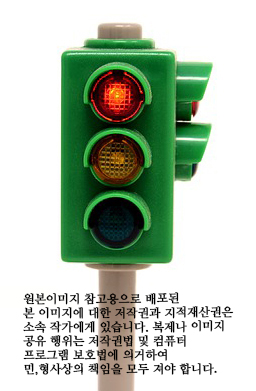 원본이미지 참고용으로 배포된
본 이미지에 대한 저작권과 지적재산권은
소속 작가에게 있습니다. 복제나 이미지
공유 행위는 저작권법 및 컴퓨터
프로그램 보호법에 의거하여
민,형사상의 책임을 모두 져야 합니다.